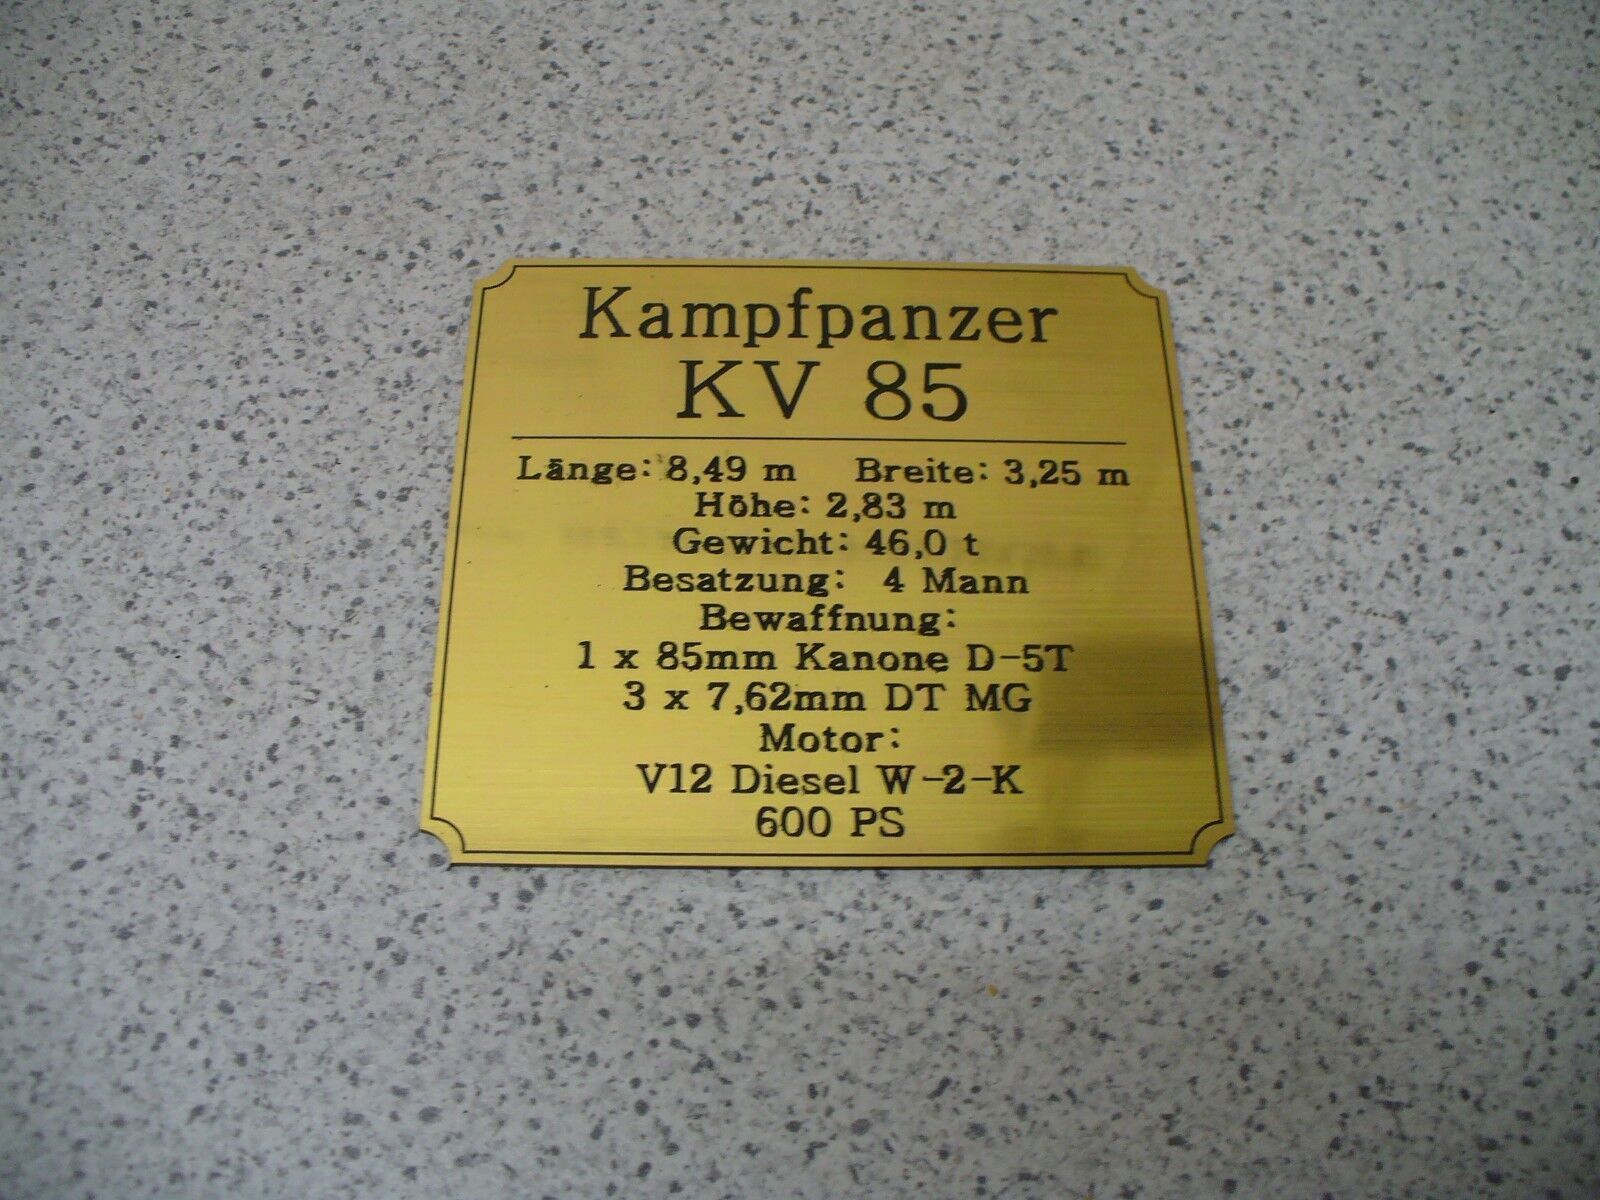 Kampfpanzer
KV 85
Länge: 8,49 m Breite: 3,25 m
Höhe: 2,83 m
Gewicht: 46,0 t
Besatzung: 4 Mann
Bewaffnung:
1 x 85mm Kanone D-5T
3 x 7,62mm DT MG
Motor:
V12 Diesel W-2-K
600 PS